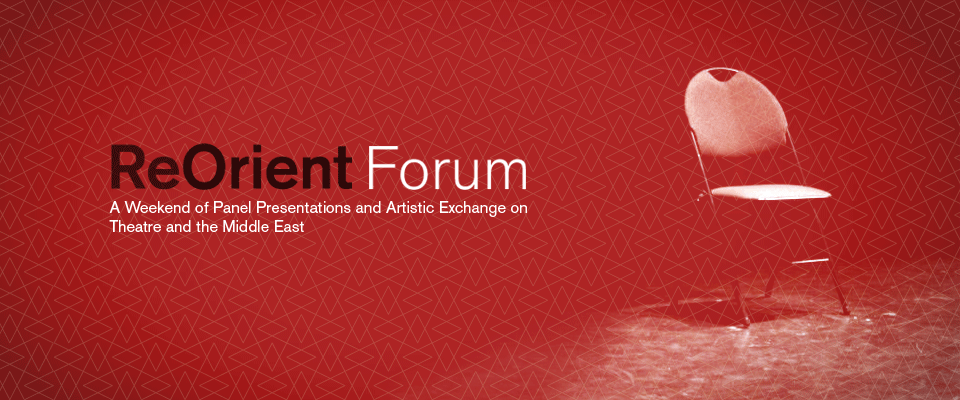 ReOrient Forum
A Weekend of Panel Presentations and Artistic Exchange on
Theatre and the Middle East